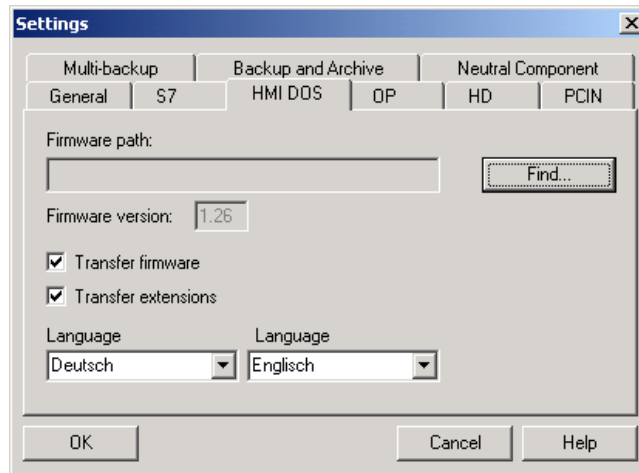 Settings
Multi-backup Backup and Archive Neutral Component
General S7 HMI DOS OP HD PCIN
Firmware path:
Find...
Firmware version: 1.26
Transfer firmware
Transfer extensions
Language Language
Deutsch Englisch
OK Cancel Help